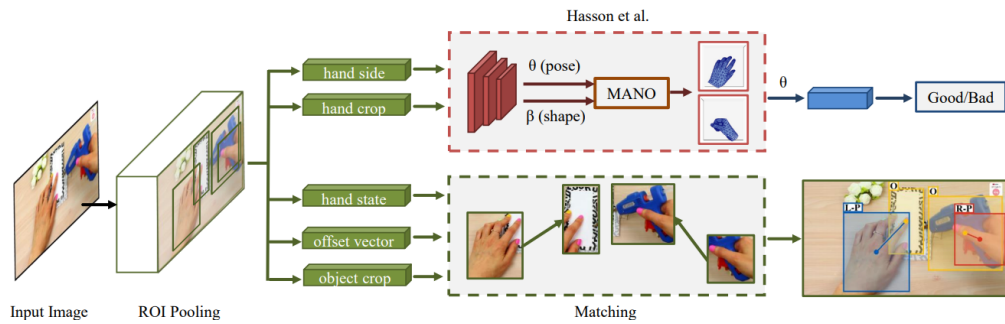 Hasson et al.
hand side
hand crop
θ (pose)
β (shape)
MANO
θ
Good/Bad
hand state
offset vector
object crop
L-P
O
O
R-P
Input Image
ROI Pooling
Matching